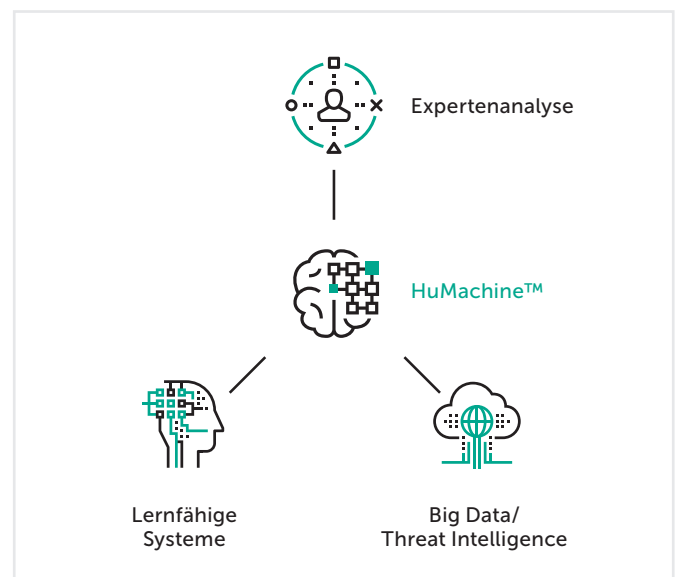 Expertenanalyse
HuMachine™
Lernfähige
Systeme
Big Data/
Threat Intelligence